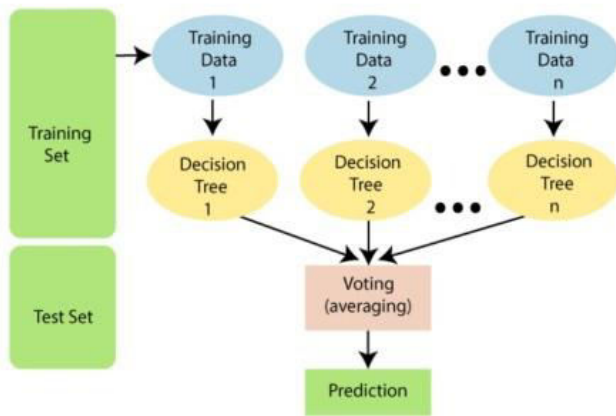 Training
Set
Training
Data
1
Training
Data
2
Training
Data
n
Decision
Tree
1
Decision
Tree
2
Decision
Tree
n
Test Set
Voting
(averaging)
Prediction